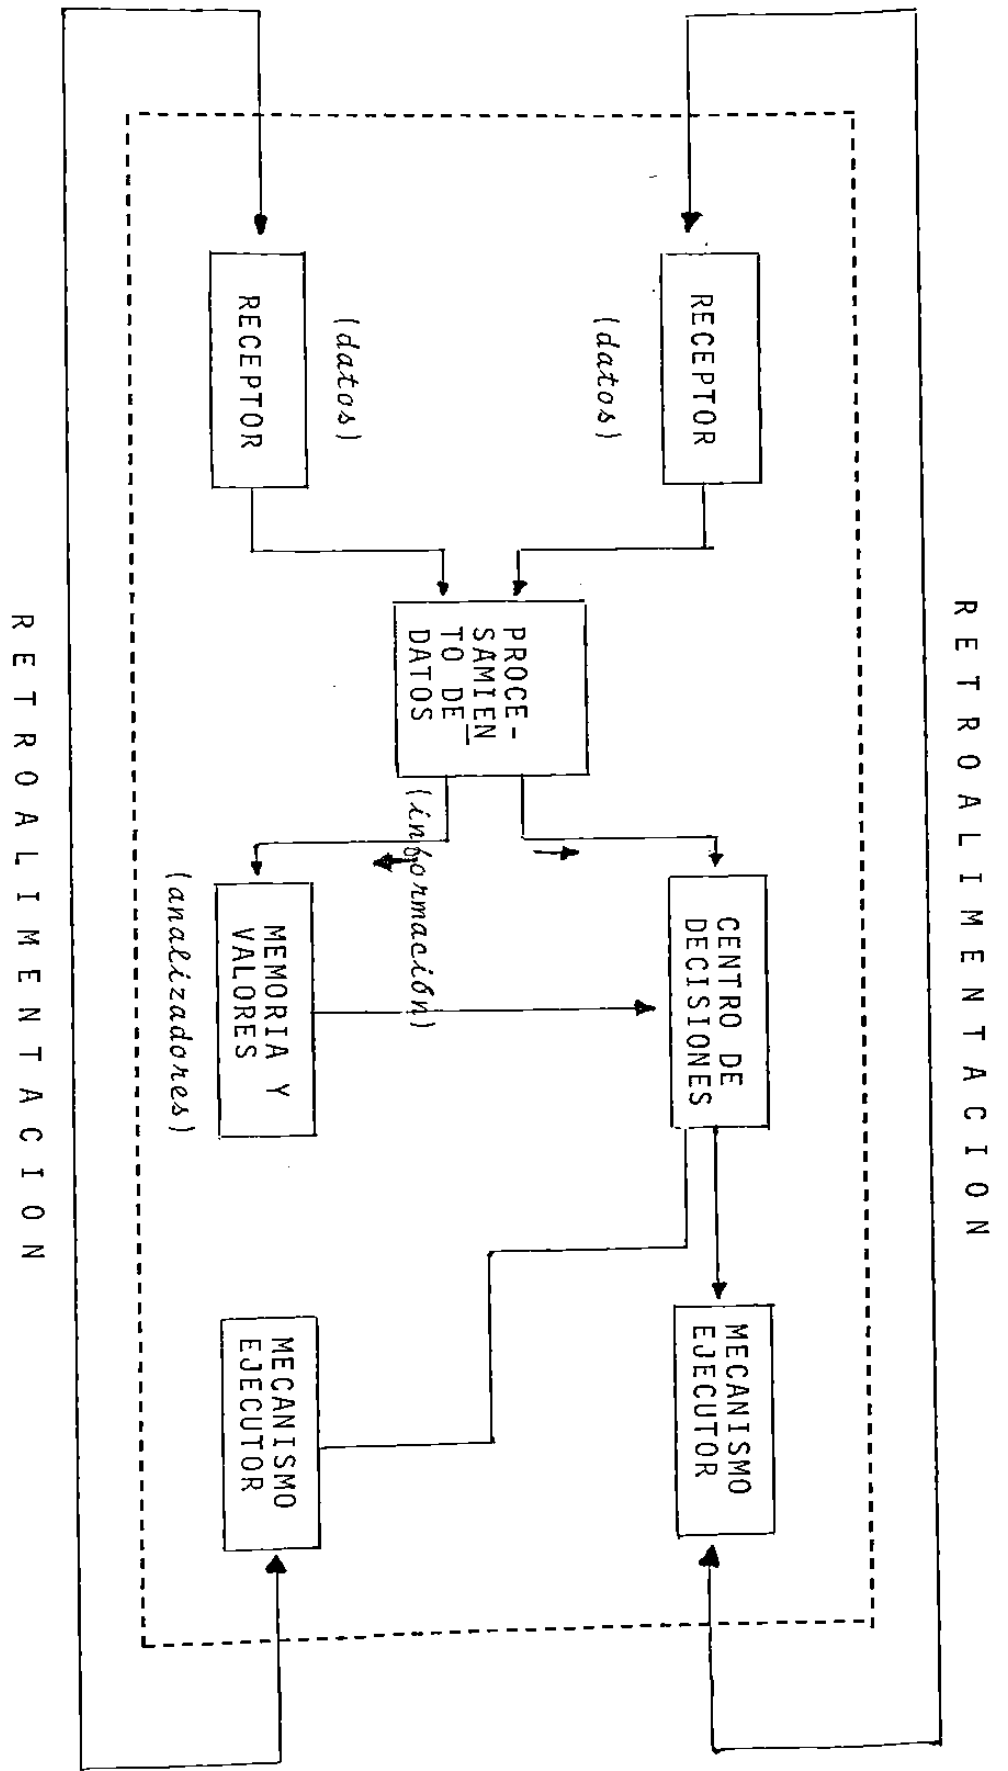 RETROALIMENTACION
RECEPTOR
(datos)
(datos)
RECEPTOR
PROCE-
SAMIEN
TO DE
DATOS
(información)
CENTRO DE
DECISIONES
MEMORIA Y
VALORES
(analizadores)
MECANISMO
EJECUTOR
MECANISMO
EJECUTOR
RETROALIMENTACION